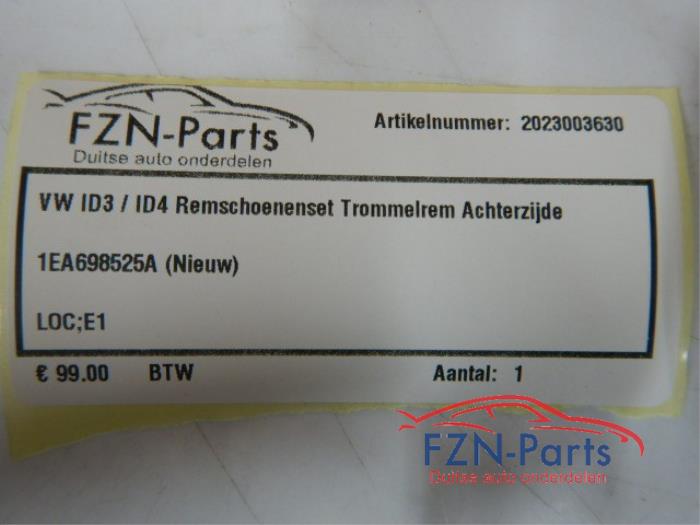 FZN-Parts
Duitse auto onderdelen
Artikelnummer: 2023003630
VW ID3 / ID4 Remschoenenset Trommelrem Achterzijde
1EA698525A (Nieuw)
LOC;E1
€ 99.00 BTW Aantal: 1
FZN-Parts
Duitse auto onderdelen